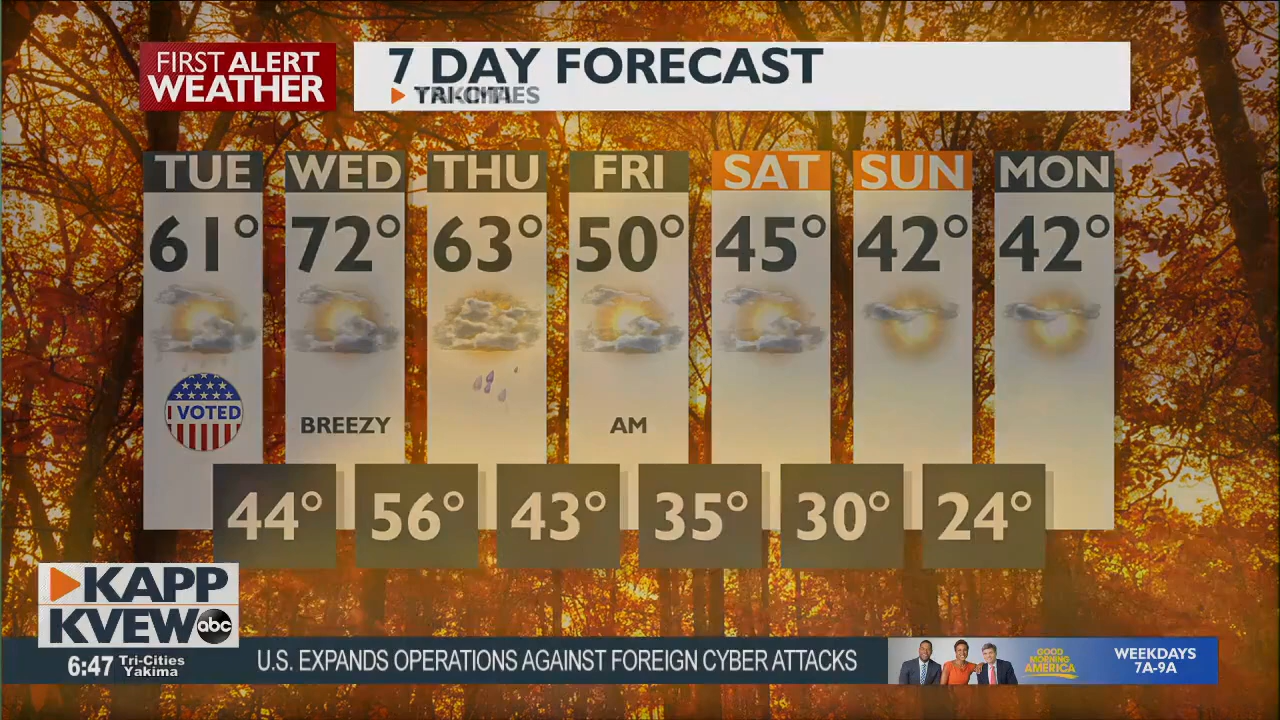 FIRST ALERT
WEATHER
7 DAY FORECAST
TUE WED THU FRI SAT SUN MON
61° 72° 63° 50° 45° 42° 42°
I VOTED
BREEZY AM
44° 56° 43° 35° 30° 24°
KAPP
KVEW abc
6:47 Tri-Cities
Yakima
U.S. EXPANDS OPERATIONS AGAINST FOREIGN CYBER ATTACKS
GOOD
MORNING
AMERICA
WEEKDAYS
7A-9A